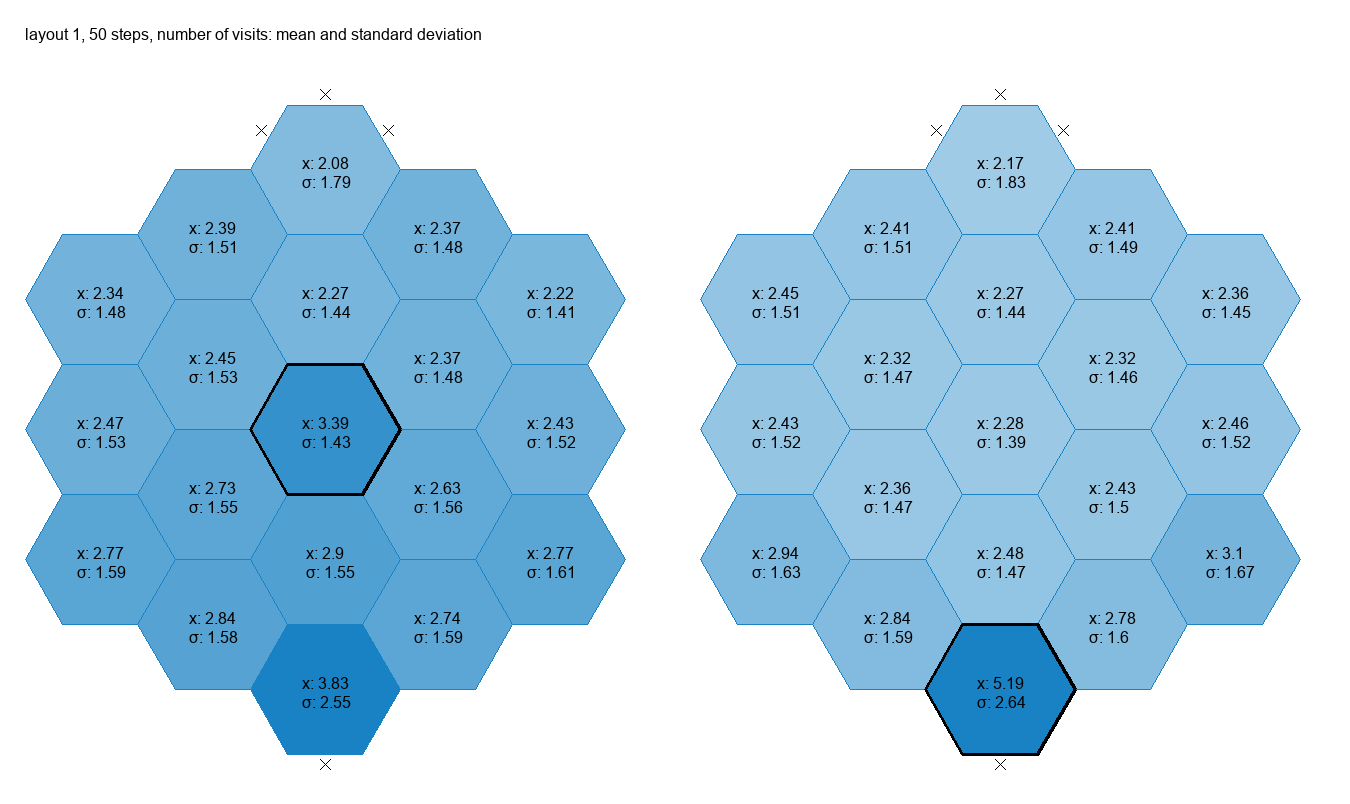 layout 1, 50 steps, number of visits: mean and standard deviation
x: 2.08
σ: 1.79
x: 2.39
σ: 1.51
x: 2.37
σ: 1.48
x: 2.34
σ: 1.48
x: 2.27
σ: 1.44
x: 2.22
σ: 1.41
x: 2.45
σ: 1.53
x: 2.37
σ: 1.48
x: 2.47
σ: 1.53
x: 3.39
σ: 1.43
x: 2.43
σ: 1.52
x: 2.73
σ: 1.55
x: 2.63
σ: 1.56
x: 2.77
σ: 1.59
x: 2.9
σ: 1.55
x: 2.77
σ: 1.61
x: 2.84
σ: 1.58
x: 2.74
σ: 1.59
x: 3.83
σ: 2.55
x: 2.17
σ: 1.83
x: 2.41
σ: 1.51
x: 2.41
σ: 1.49
x: 2.45
σ: 1.51
x: 2.27
σ: 1.44
x: 2.36
σ: 1.45
x: 2.32
σ: 1.47
x: 2.32
σ: 1.46
x: 2.43
σ: 1.52
x: 2.28
σ: 1.39
x: 2.46
σ: 1.52
x: 2.36
σ: 1.47
x: 2.43
σ: 1.5
x: 2.94
σ: 1.63
x: 2.48
σ: 1.47
x: 3.1
σ: 1.67
x: 2.84
σ: 1.59
x: 2.78
σ: 1.6
x: 5.19
σ: 2.64